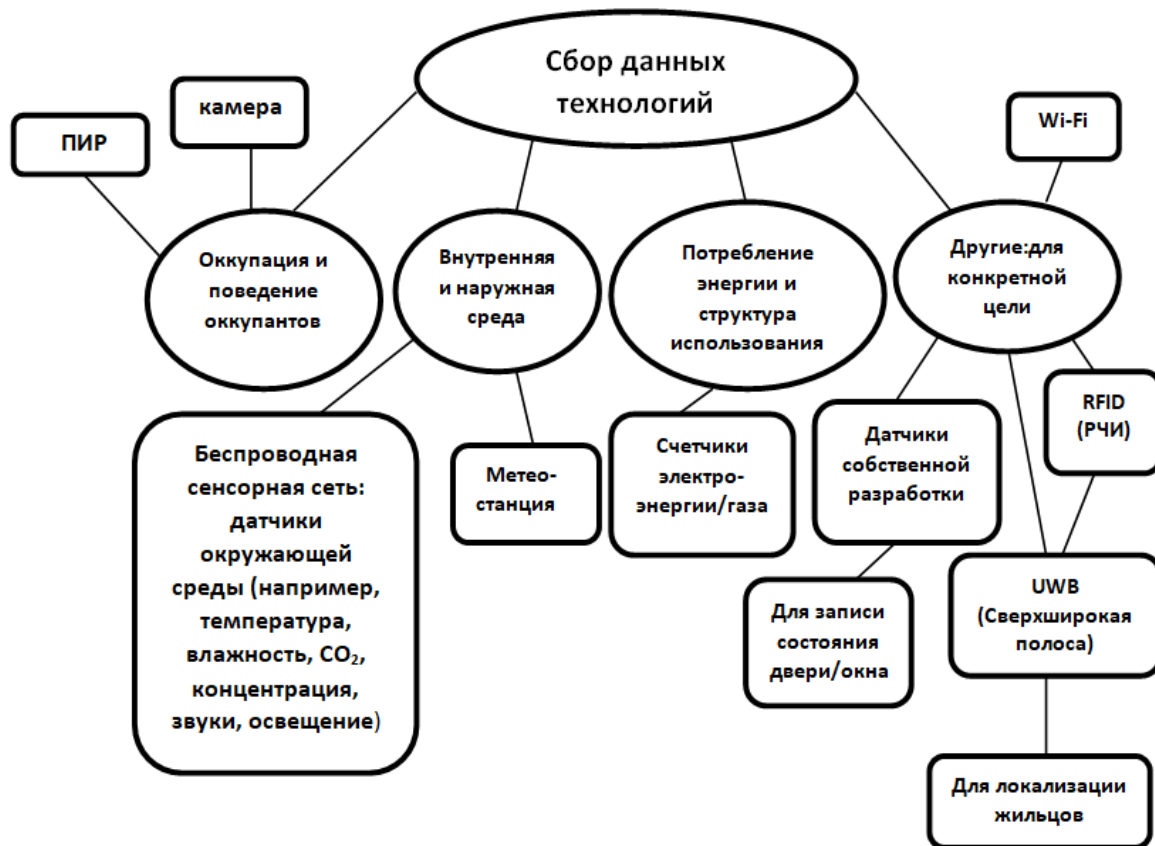 Сбор данных
технологий
камера
ПИР
Wi-Fi
Оккупация и
поведение
оккупантов
Внутренняя
и наружная
среда
Потребление
энергии и
структура
использования
Другие:для
конкретной
цели
Беспроводная
сенсорная сеть:
датчики
окружающей
среды (например,
температура,
влажность, CO₂,
концентрация,
звуки, освещение)
Метео-
станция
Счетчики
электро-
энергии/газа
Датчики
собственной
разработки
RFID
(РЧИ)
Для записи
состояния
двери/окна
UWB
(Сверхширокая
полоса)
Для локализации
жильцов